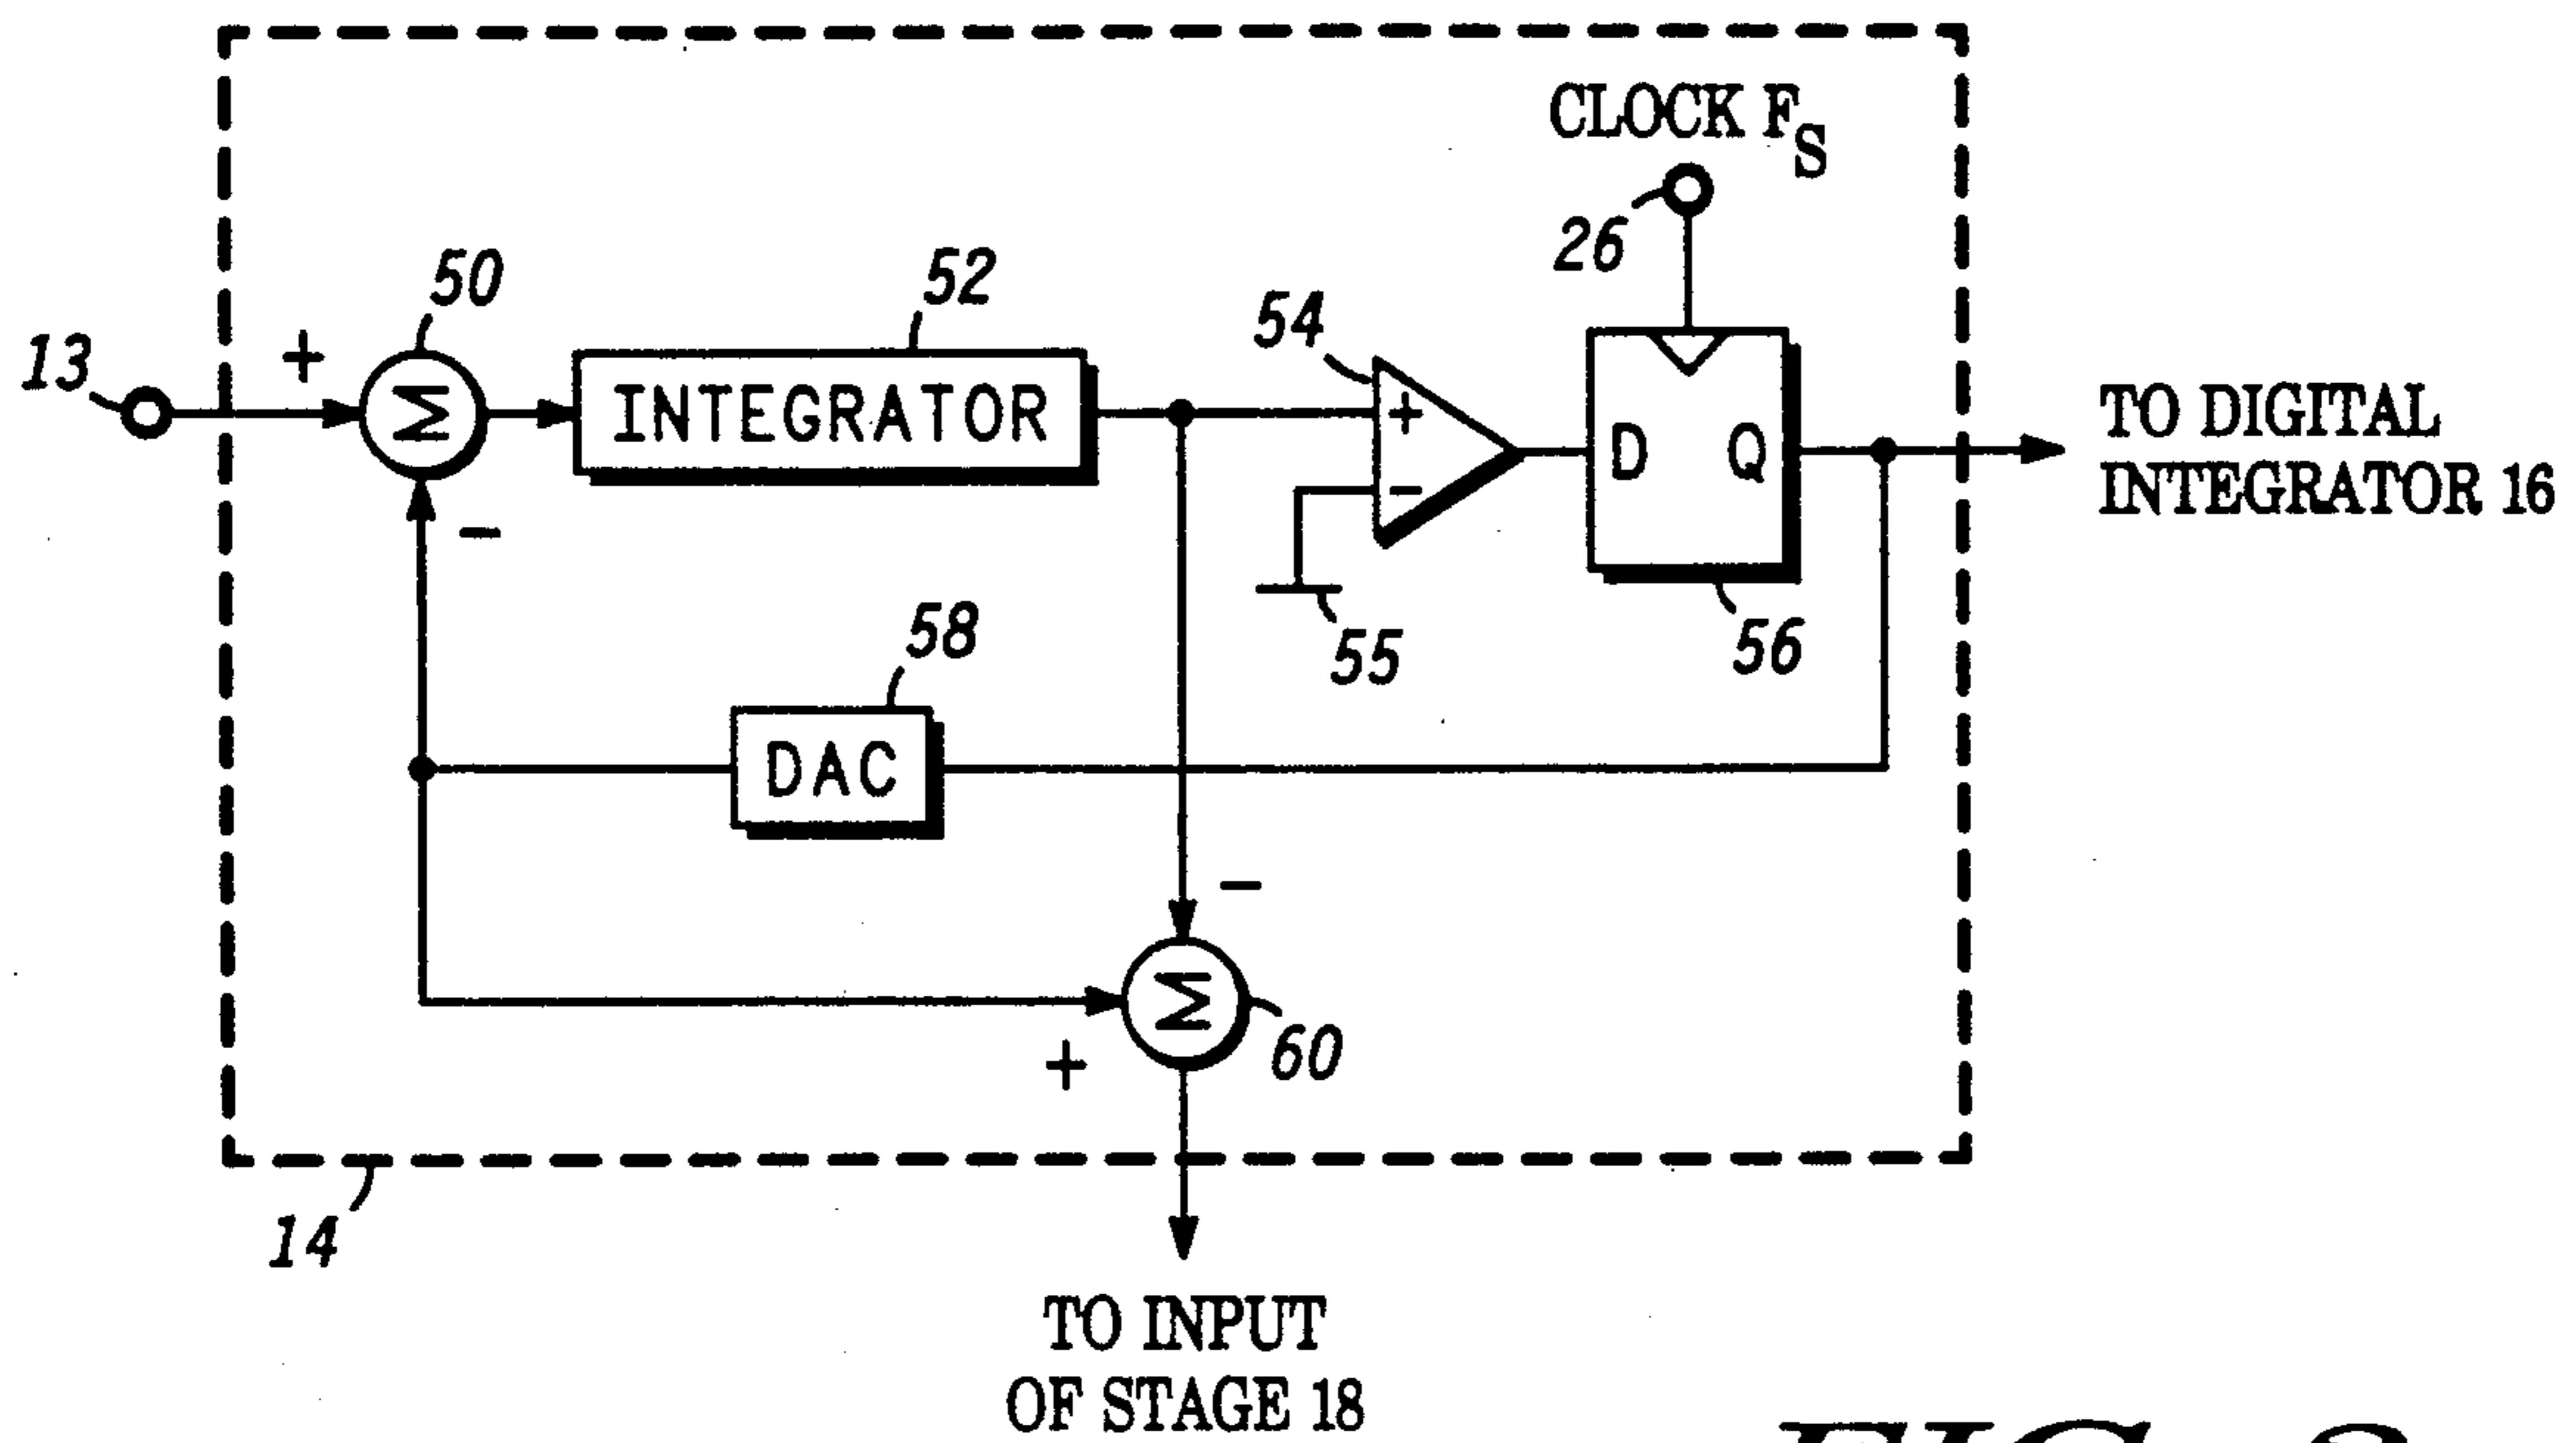 CLOCK FS
26
50
52
54
13
+
Σ
INTEGRATOR
+
-
D Q
TO DIGITAL
INTEGRATOR 16
-
55
56
58
DAC
-
Σ
+
60
14
TO INPUT
OF STAGE 18